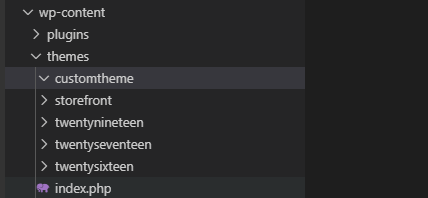 wp-content
plugins
themes
customtheme
storefront
twentynineteen
twentyseventeen
twentysixteen
index.php